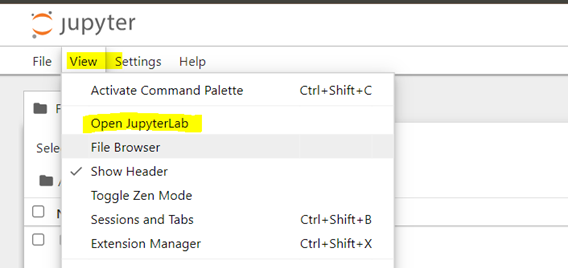 jupyter
File View Settings Help
Activate Command Palette Ctrl+Shift+C
Open JupyterLab
File Browser
Show Header
Toggle Zen Mode
Sessions and Tabs Ctrl+Shift+B
Extension Manager Ctrl+Shift+X